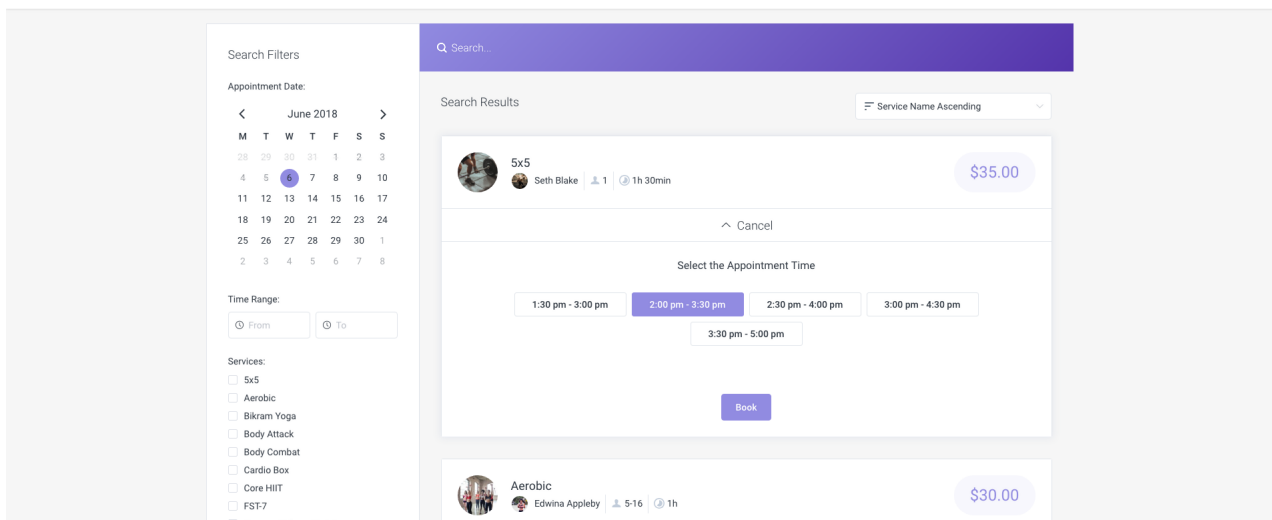 Search Filters
Appointment Date:
June 2018
M T W T F S S
28 29 30 31 1 2 3
4 5 6 7 8 9 10
11 12 13 14 15 16 17
18 19 20 21 22 23 24
25 26 27 28 29 30 1
2 3 4 5 6 7 8
Time Range:
From To
Services:
5x5
Aerobic
Bikram Yoga
Body Attack
Body Combat
Cardio Box
Core HIIT
FST-7
Search...
Search Results
Service Name Ascending
5x5
Seth Blake 1 1h 30min
$35.00
Cancel
Select the Appointment Time
1:30 pm - 3:00 pm 2:00 pm - 3:30 pm 2:30 pm - 4:00 pm 3:00 pm - 4:30 pm
3:30 pm - 5:00 pm
Book
Aerobic
Edwina Appleby 5-16 1h
$30.00